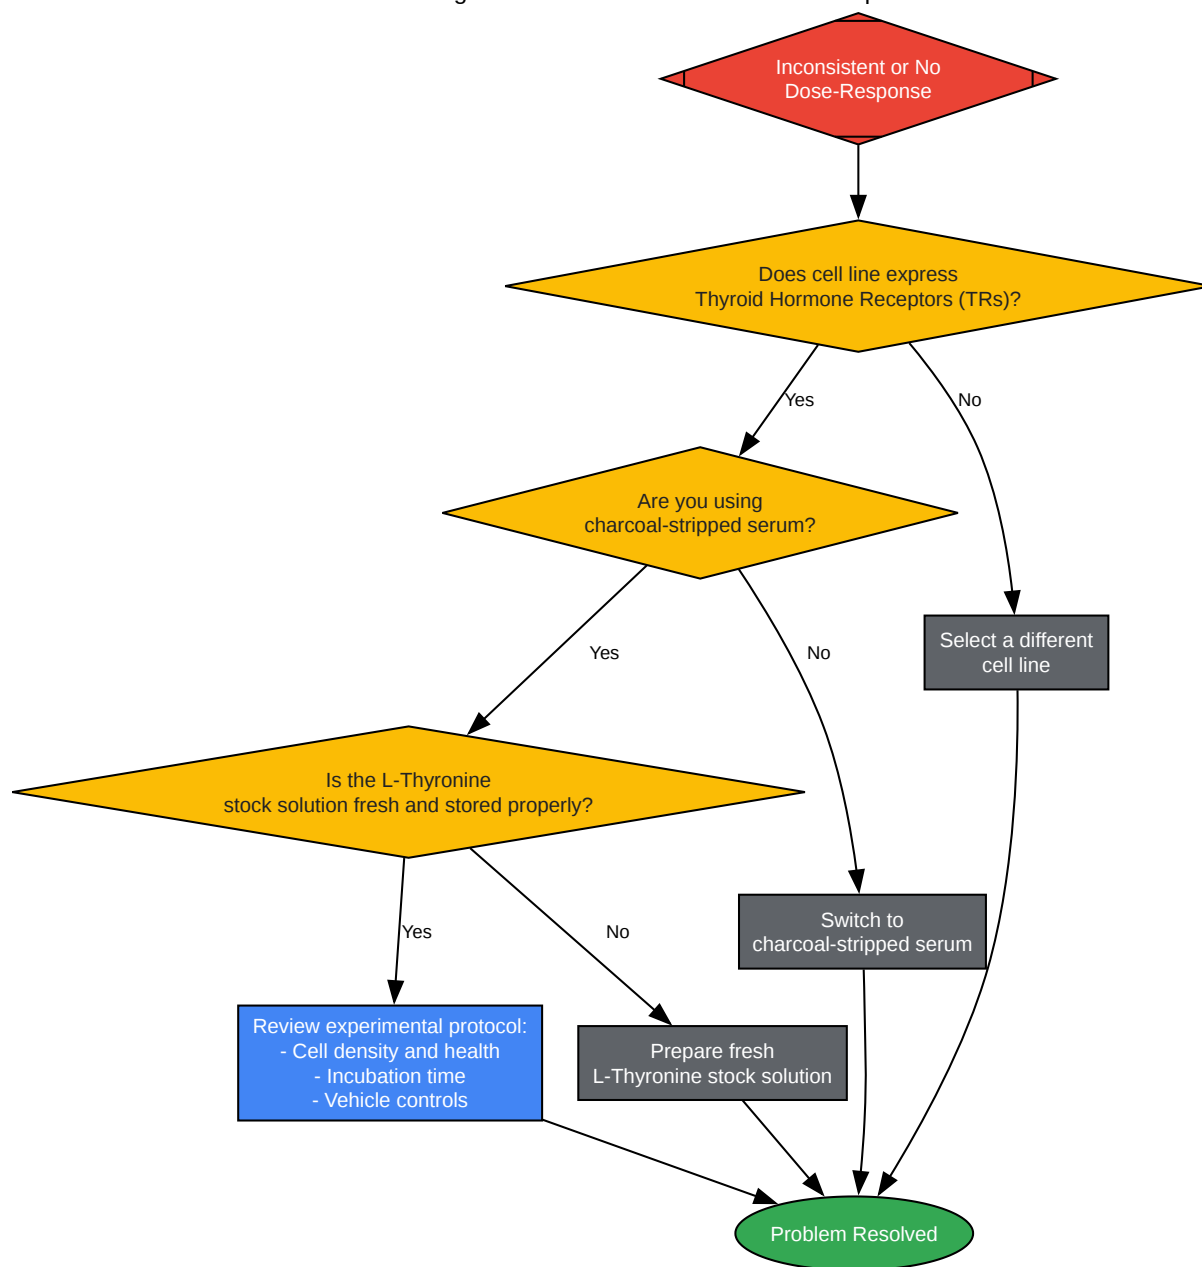 Inconsistent or No
Dose-Response
Does cell line express
Thyroid Hormone Receptors (TRs)?
Yes
No
Are you using
charcoal-stripped serum?
Yes
No
Select a different
cell line
Is the L-Thyronine
stock solution fresh and stored properly?
Yes
No
Switch to
charcoal-stripped serum
Review experimental protocol:
- Cell density and health
- Incubation time
- Vehicle controls
Prepare fresh
L-Thyronine stock solution
Problem Resolved